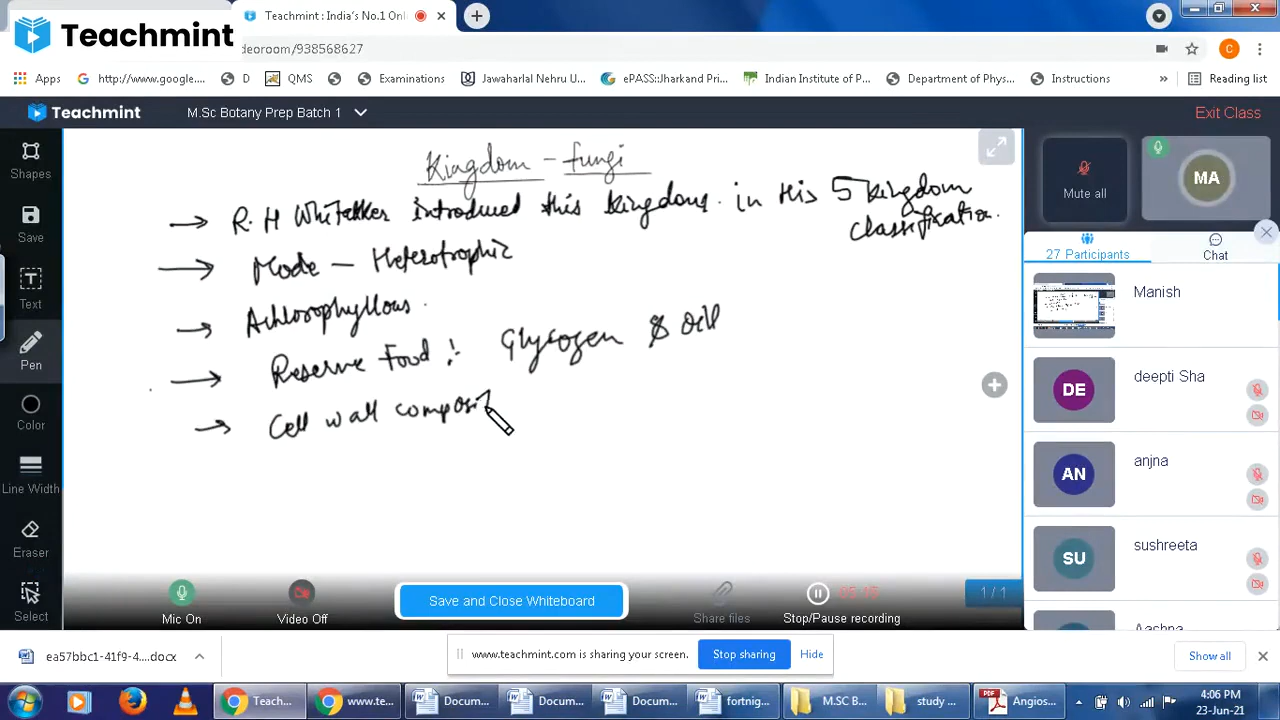 Teachmint : India's No.1 Onl
Teachmint
deoroom/938568627
C
Apps
http://www.google....
D
QMS
Examinations
Jawaharlal Nehru U...
ePASS::Jharkand Pri...
Indian Institute of P...
Department of Phys...
Instructions
»
Reading list
Teachmint
M.Sc Botany Prep Batch 1
Exit Class
Shapes
Save
Text
Pen
Color
Line Width
Eraser
Select
Kingdom - fungi
→ R. H Whittakker introduced this kingdom. in His 5 kingdom
classification.
→ Mode — Heterotrophic
→ Achlorophyllous.
→ Reserve Food :- Glycogen & Oil
→ Cell wall composit
Mute all
MA
27 Participants
Chat
Manish
DE
deepti Sha
AN
anjna
SU
sushreeta
Aashna
Mic On
Video Off
Save and Close Whiteboard
Share files
05:15
Stop/Pause recording
1 / 1
ea57bbc1-41f9-4....docx
www.teachmint.com is sharing your screen.
Stop sharing
Hide
Show all
Teach...
www.te...
Docum...
Docum...
Docum...
fortnig...
M.SC B...
study ...
Angios...
4:06 PM
23-Jun-21